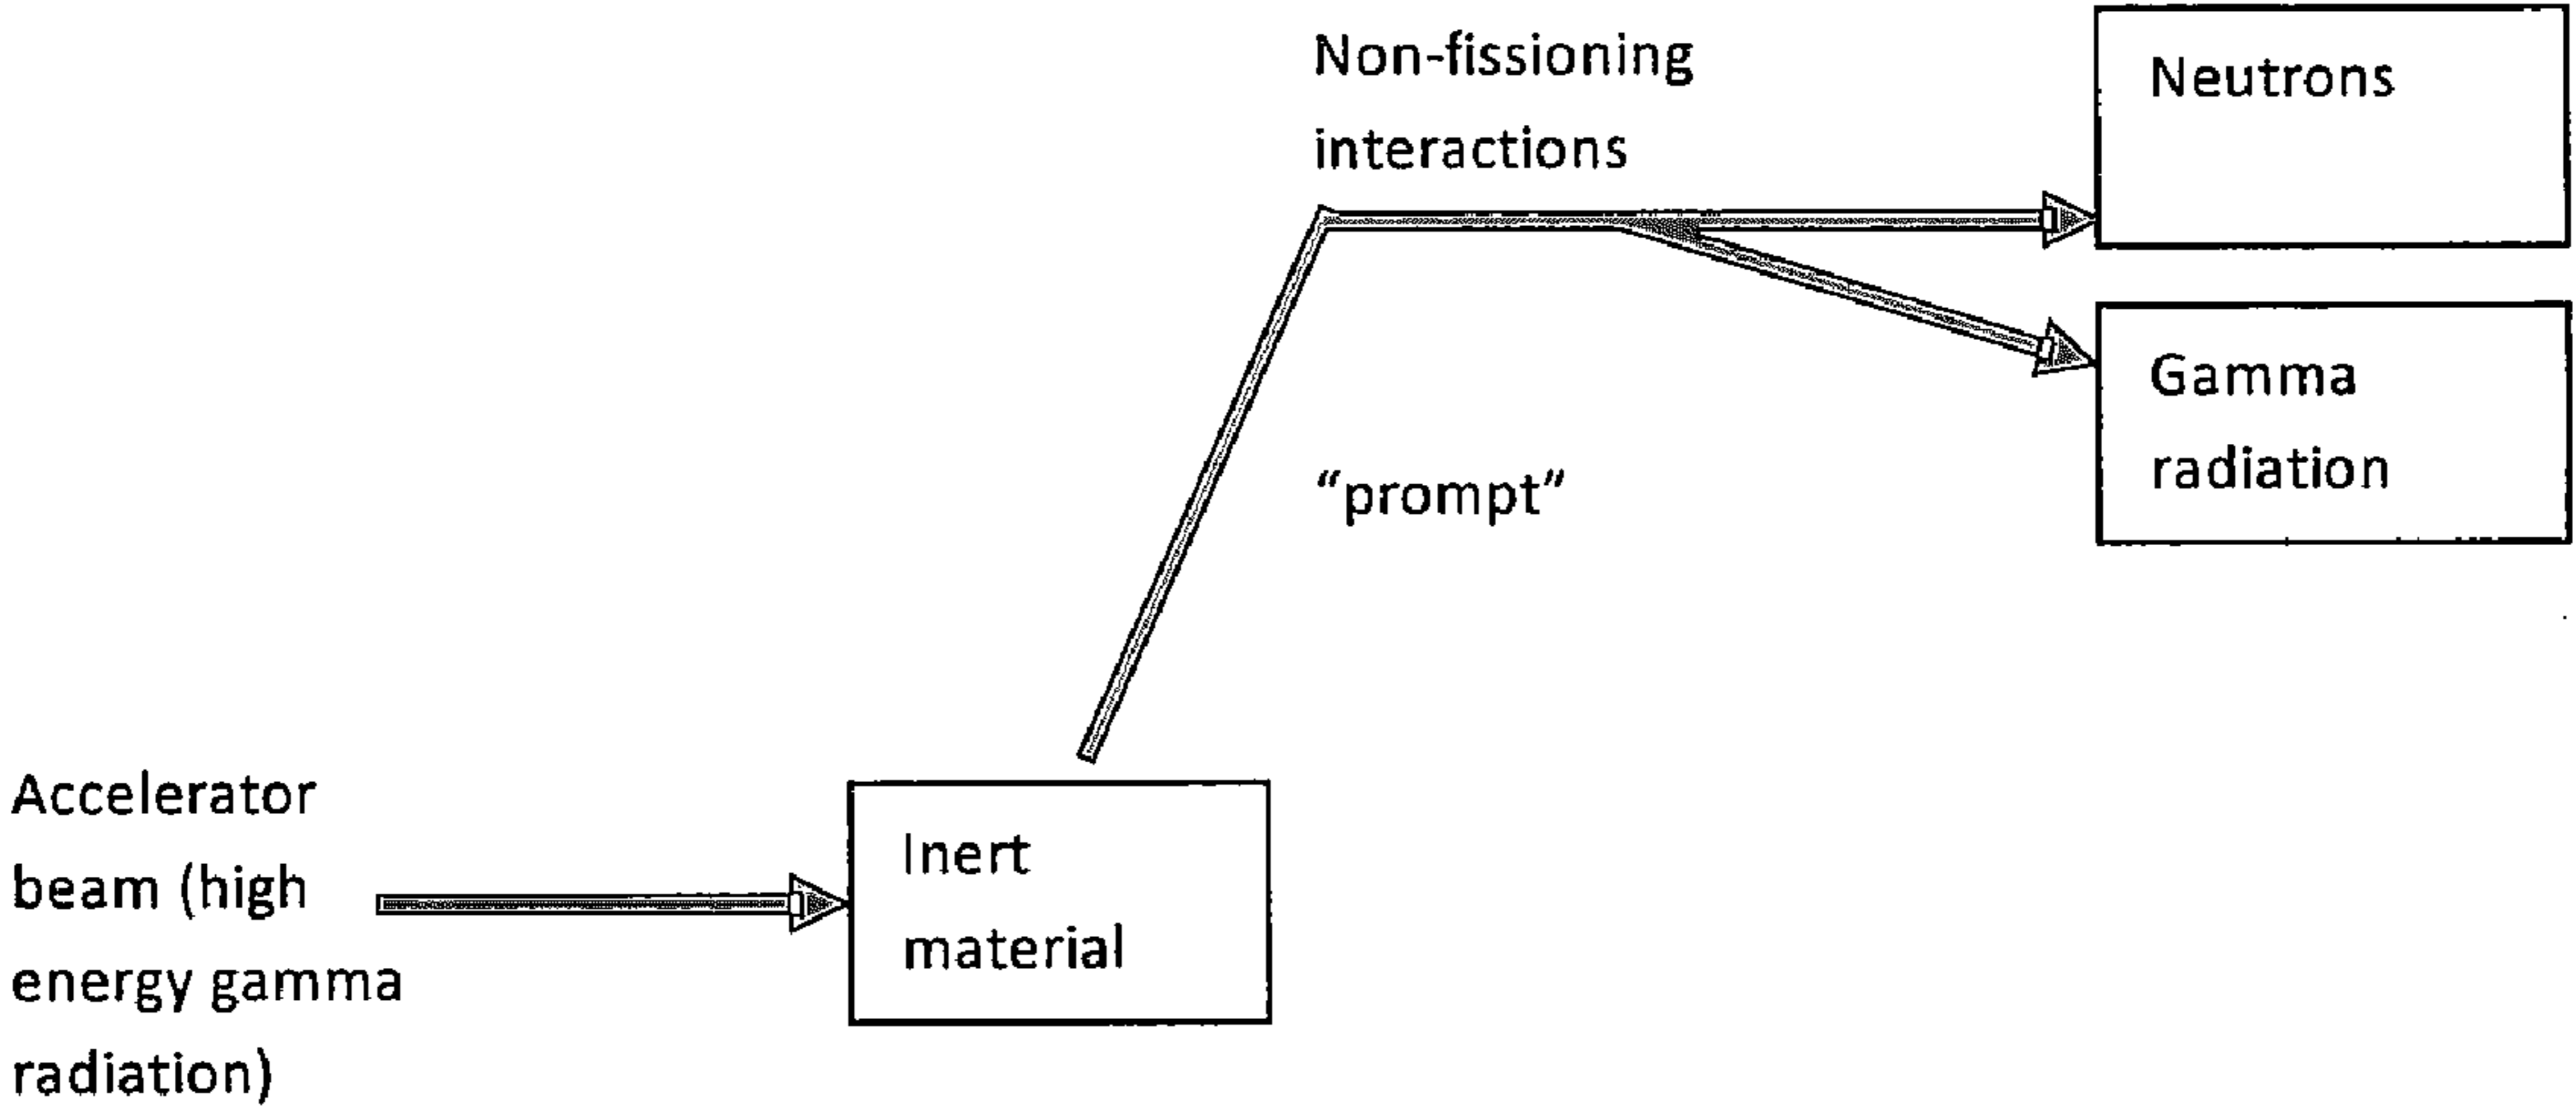 Non-fissioning
interactions
Neutrons
Gamma
radiation
“prompt”
Accelerator
beam (high
energy gamma
radiation)
Inert
material